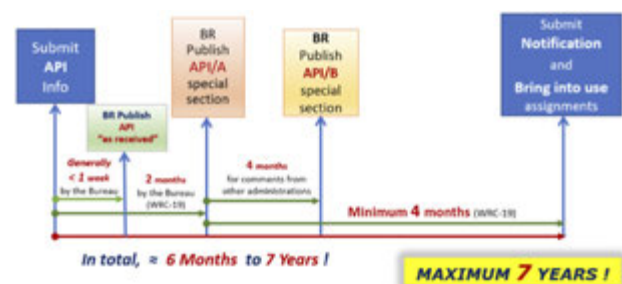 Submit
API
Info
BR Publish
API
"as received"
BR
Publish
API/A
special
section
BR
Publish
API/B
special
section
Submit
Notification
and
Bring into use
assignments
Generally
< 1 week
by the Bureau
2 months
by the Bureau
(WRC-19)
4 months
for comments from
other administrations
Minimum 4 months (WRC-19)
In total, ≈ 6 Months to 7 Years !
MAXIMUM 7 YEARS !